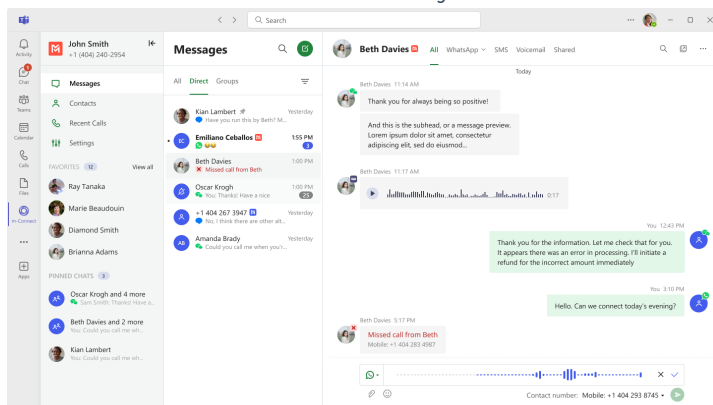 Search
Activity
Chat
Teams
Calendar
Calls
Files
in-Connect
Apps
John Smith
+1 (404) 240-2954
Messages
Contacts
Recent Calls
Settings
FAVORITES 12 View all
Ray Tanaka
Marie Beaudouin
Diamond Smith
Brianna Adams
PINNED CHATS 3
Oscar Krogh and 4 more
Sam Smith: Thanks! Have a...
Beth Davies and 2 more
You: Could you call me wh...
Kian Lambert
You: Could you call me wh...
Messages
All Direct Groups
Kian Lambert Yesterday
Have you run this by Beth? M...
EC Emiliano Ceballos 1:55 PM
3
Beth Davies 1:00 PM
Missed call from Beth
Oscar Krogh 1:00 PM
You: Thanks! Have a nice 25
+1 404 267 3947 Yesterday
No, I think there are other alt...
AB Amanda Brady Yesterday
Could you call me when you'r...
Beth Davies All WhatsApp SMS Voicemail Shared
Today
Beth Davies 11:14 AM
Thank you for always being so positive!
And this is the subhead, or a message preview.
Lorem ipsum dolor sit amet, consectetur
adipiscing elit, sed do eiusmod...
Beth Davies 11:17 AM
0:17
You 12:43 PM
Thank you for the information. Let me check that for you.
It appears there was an error in processing. I'll initiate a
refund for the incorrect amount immediately
You 3:10 PM
Hello. Can we connect today's evening?
Beth Davies 5:17 PM
Missed call from Beth
Mobile: +1 404 283 4987
Contact number: Mobile: +1 404 293 8745